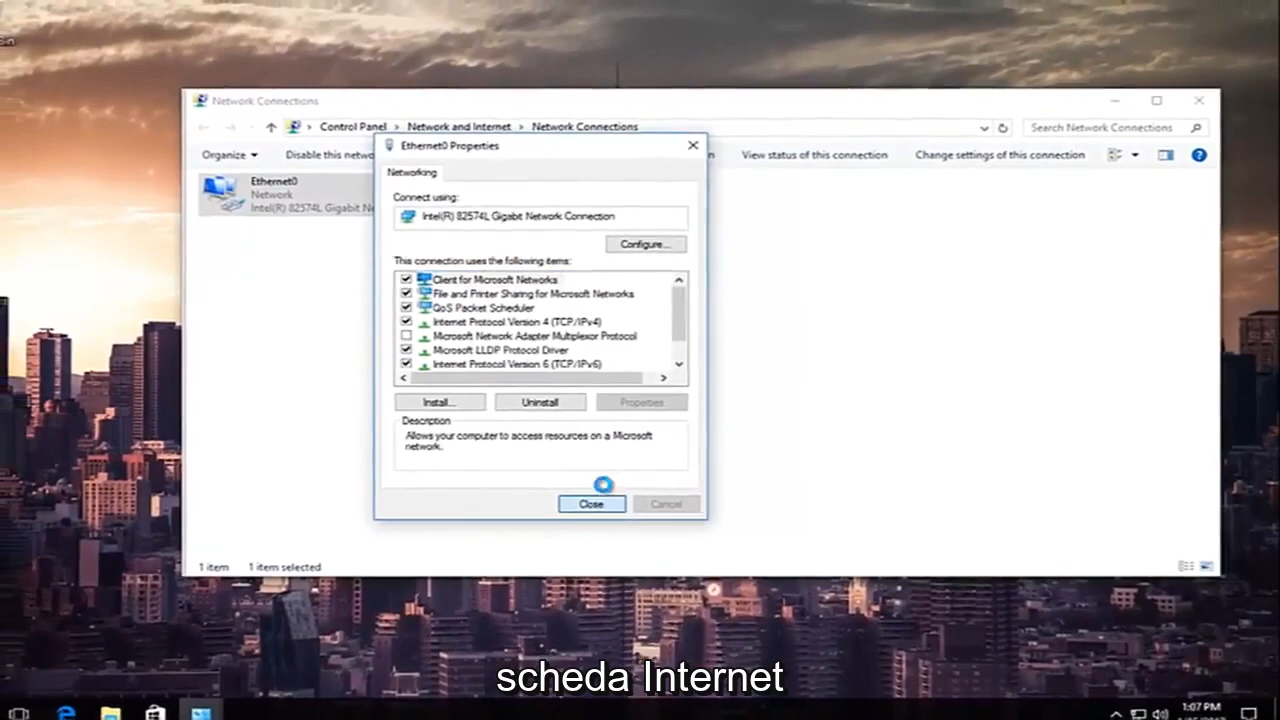 Network Connections
Control Panel > Network and Internet > Network Connections
Search Network Connections
Organize
Disable this netwo
View status of this connection
Change settings of this connection
Ethernet0
Network
Intel(R) 82574L Gigabit Ne
Ethernet0 Properties
Networking
Connect using:
Intel(R) 82574L Gigabit Network Connection
Configure...
This connection uses the following items:
Client for Microsoft Networks
File and Printer Sharing for Microsoft Networks
QoS Packet Scheduler
Internet Protocol Version 4 (TCP/IPv4)
Microsoft Network Adapter Multiplexor Protocol
Microsoft LLDP Protocol Driver
Internet Protocol Version 6 (TCP/IPv6)
Install...
Uninstall
Properties
Description
Allows your computer to access resources on a Microsoft
network.
Close
Cancel
1 item
1 item selected
scheda Internet
1:07 PM